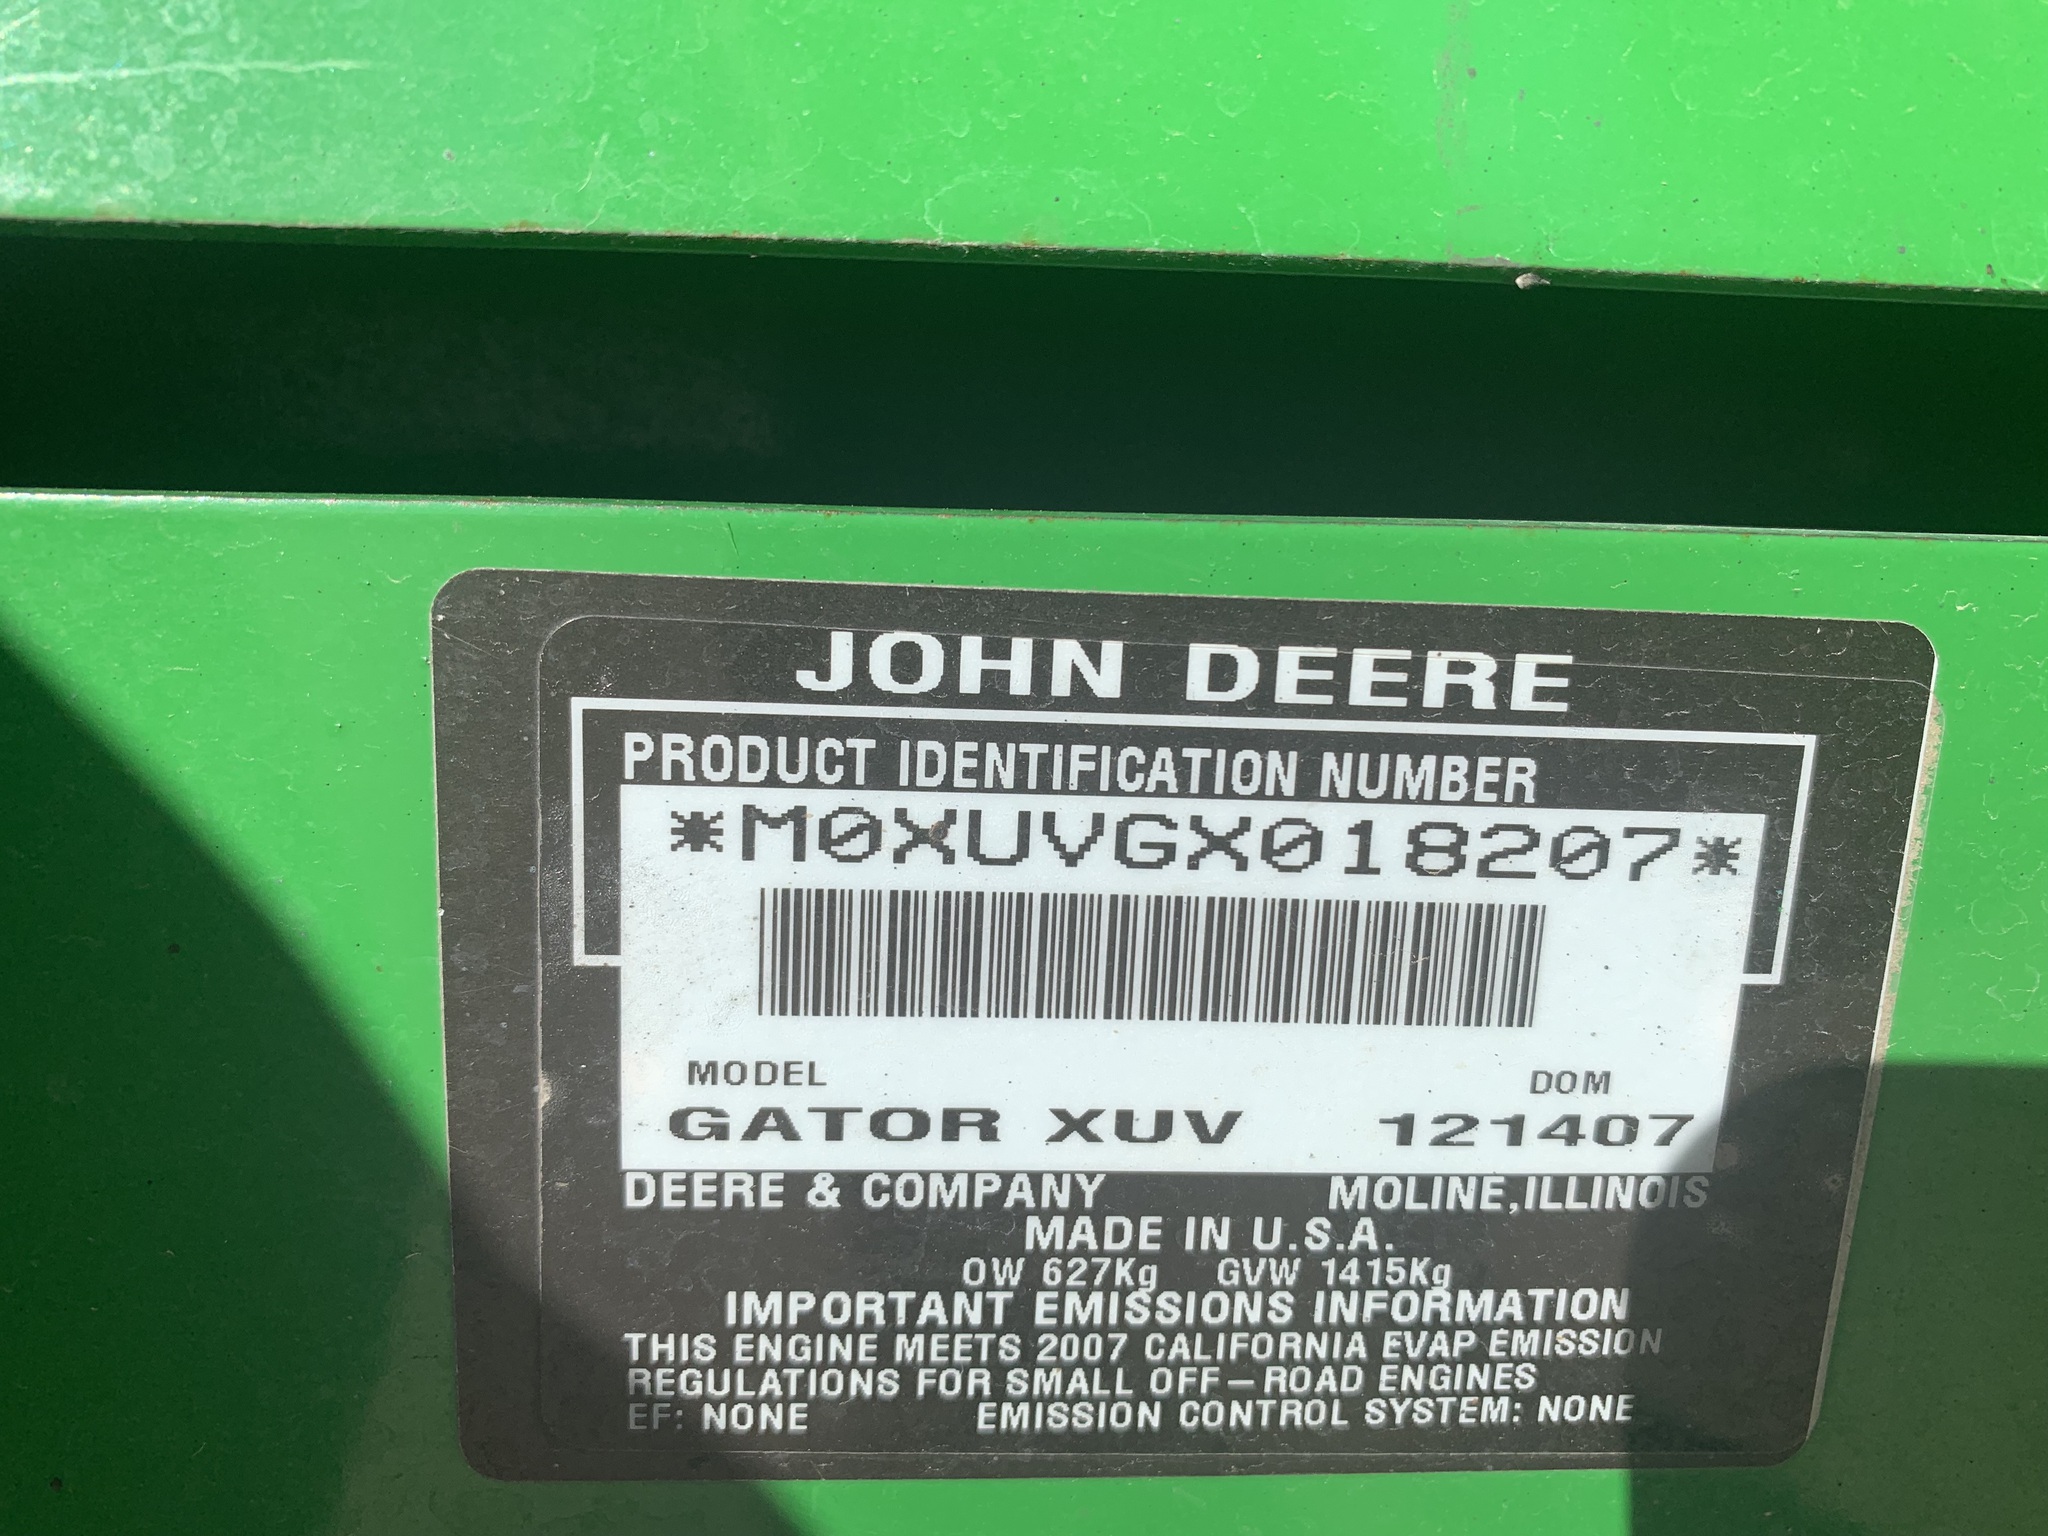 JOHN DEERE
PRODUCT IDENTIFICATION NUMBER
*M0XUVGX018207*
MODEL DOM
GATOR XUV 121407
DEERE & COMPANY MOLINE,ILLINOIS
MADE IN U.S.A.
OW 627Kg GVW 1415Kg
IMPORTANT EMISSIONS INFORMATION
THIS ENGINE MEETS 2007 CALIFORNIA EVAP EMISSION
REGULATIONS FOR SMALL OFF-ROAD ENGINES
EF: NONE EMISSION CONTROL SYSTEM: NONE